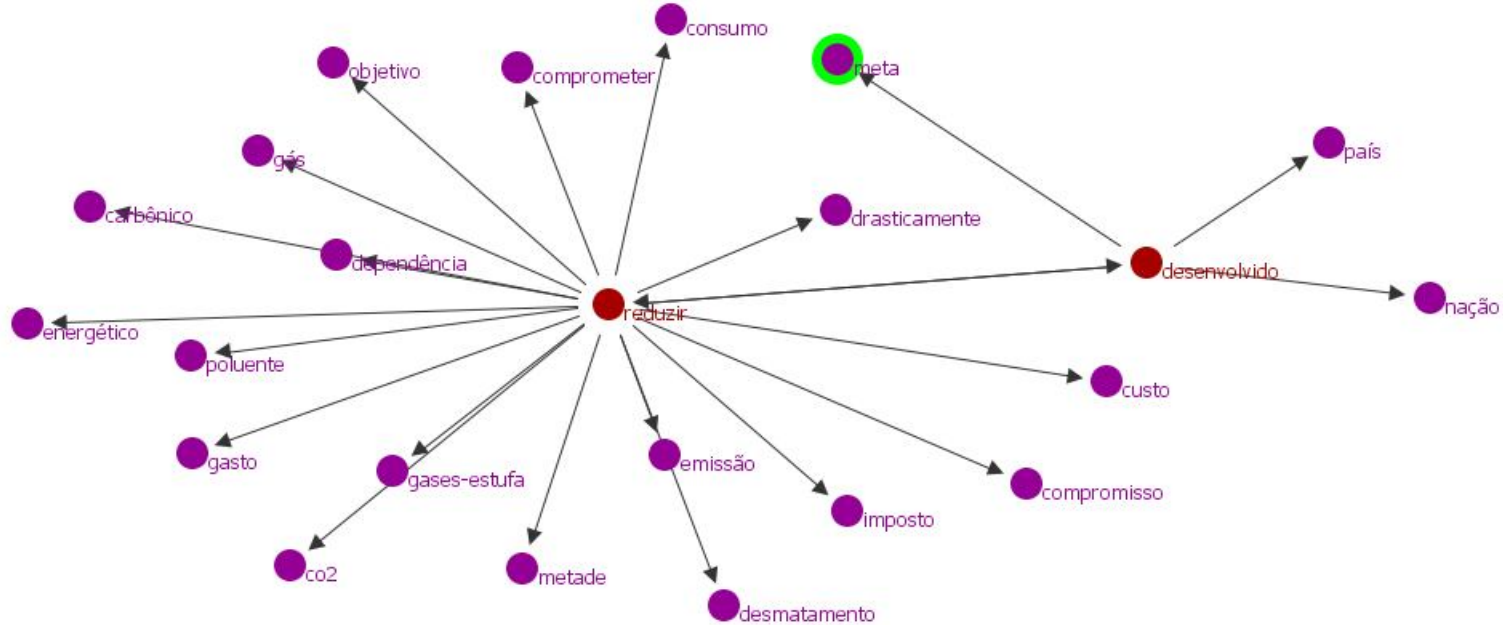 consumo
objetivo
comprometer
meta
gás
país
carbônico
drasticamente
dependência
desenvolvido
nação
reduzir
energético
poluente
custo
gasto
gases-estufa
emissão
compromisso
imposto
co2
metade
desmatamento